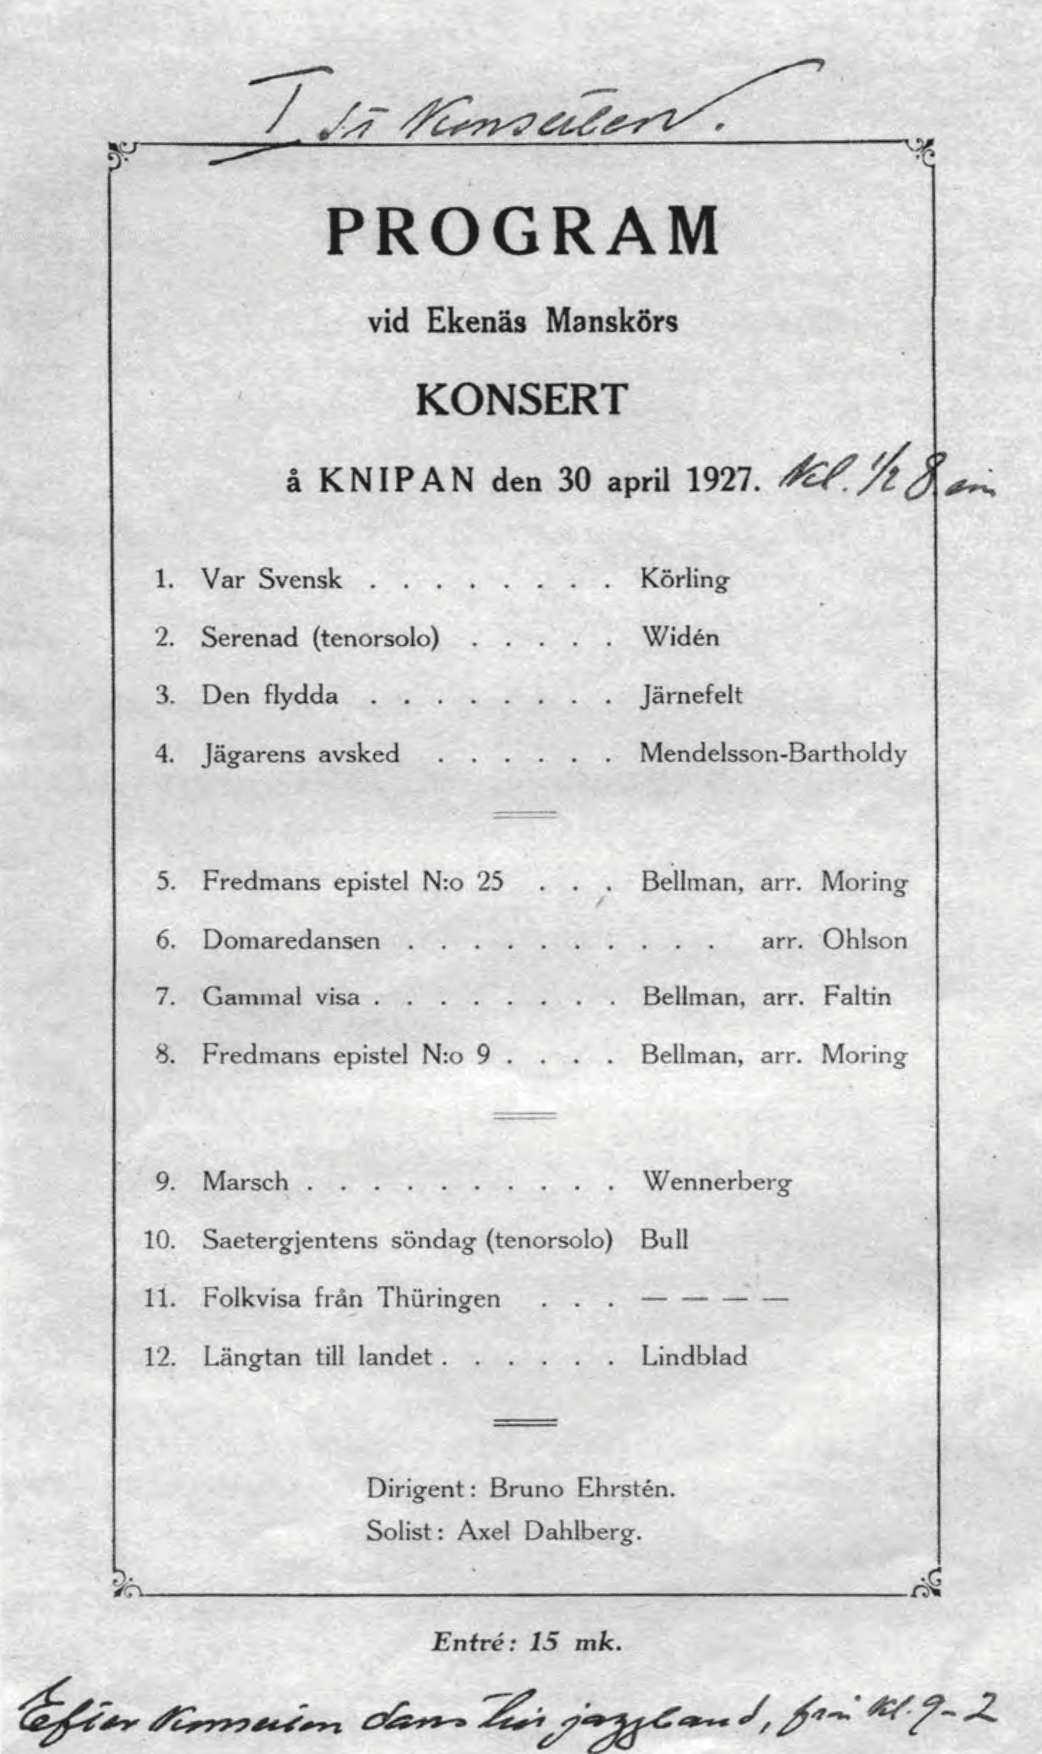 I sta Konserten.
PROGRAM
vid Ekenäs Manskörs
KONSERT
å KNIPAN den 30 april 1927. Kl. 1/2 8 em
1. Var Svensk . . . . . . . . Körling
2. Serenad (tenorsolo) . . . . . Widén
3. Den flydda . . . . . . . . Järnefelt
4. Jägarens avsked . . . . . . Mendelsson-Bartholdy
5. Fredmans epistel N:o 25 . . . Bellman, arr. Moring
6. Domaredansen . . . . . . . . . . arr. Ohlson
7. Gammal visa . . . . . . . . Bellman, arr. Faltin
8. Fredmans epistel N:o 9 . . . . Bellman, arr. Moring
9. Marsch . . . . . . . . . . Wennerberg
10. Saetergjentens söndag (tenorsolo) Bull
11. Folkvisa från Thüringen . . . — — — —
12. Längtan till landet . . . . . . Lindblad
Dirigent: Bruno Ehrstén.
Solist: Axel Dahlberg.
Entré: 15 mk.
Efter Konserten dans till jazzband, från kl. 9-2